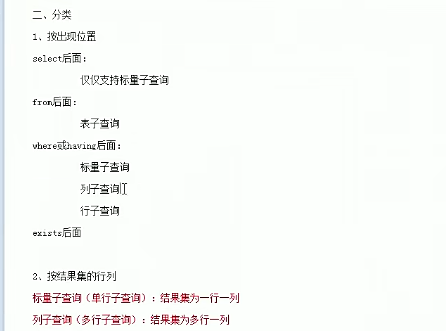 二、分类
1、按出现位置
select后面:
仅仅支持标量子查询
from后面:
表子查询
where或having后面:
标量子查询
列子查询
行子查询
exists后面
2、按结果集的行列
标量子查询（单行子查询）：结果集为一行一列
列子查询（多行子查询）：结果集为多行一列